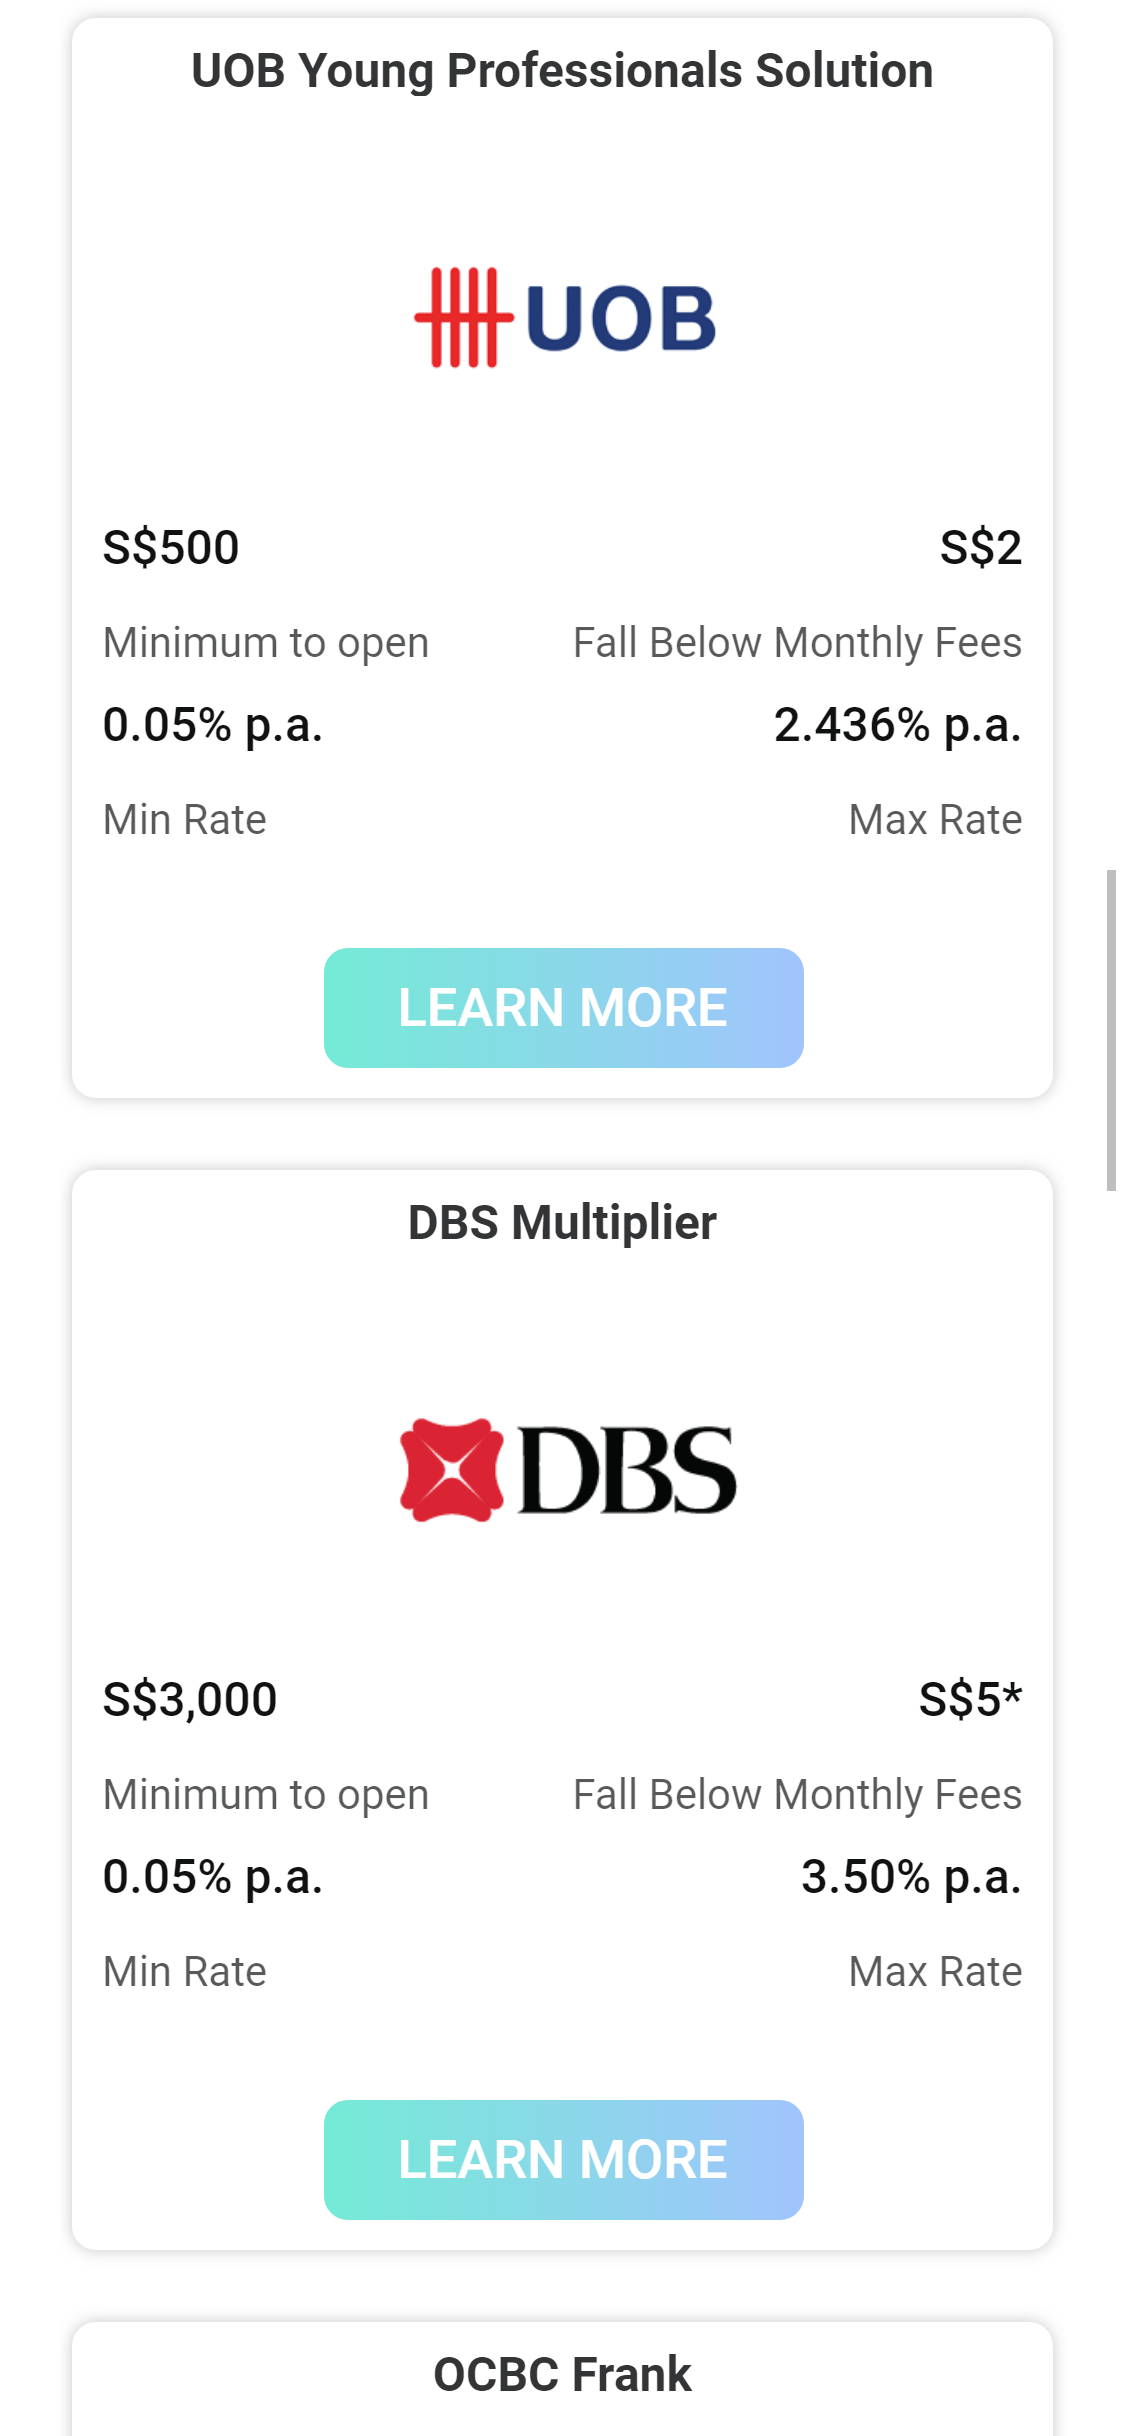 UOB Young Professionals Solution
UOB
S$500 S$2
Minimum to open Fall Below Monthly Fees
0.05% p.a. 2.436% p.a.
Min Rate Max Rate
LEARN MORE
DBS Multiplier
DBS
S$3,000 S$5*
Minimum to open Fall Below Monthly Fees
0.05% p.a. 3.50% p.a.
Min Rate Max Rate
LEARN MORE
OCBC Frank